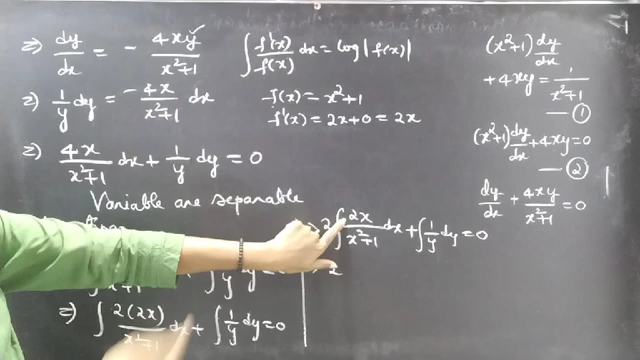 ⇒ dy/dx = - 4xy/x²+1
⇒ 1/y dy = - 4x/x²+1 dx
⇒ 4x/x²+1 dx + 1/y dy = 0
Variable are separable
⇒ ∫ 2(2x)/x²+1 dx + ∫ 1/y dy = 0
∫ f'(x)/f(x) dx = log|f(x)|
f(x) = x²+1
f'(x) = 2x+0 = 2x
2∫ 2x/x²+1 dx + ∫ 1/y dy = 0
2
(x²+1) dy/dx
+ 4xy = 1/x²+1
— ①
(x²+1) dy/dx + 4xy = 0
— ②
dy/dx + 4xy/x²+1 = 0